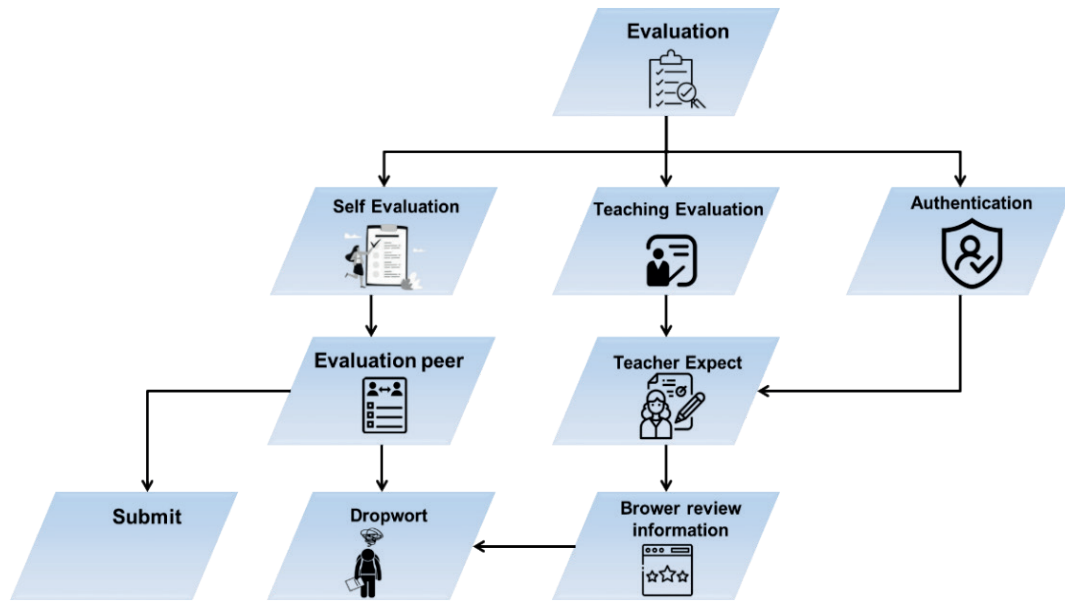 Evaluation
Self Evaluation
Teaching Evaluation
Authentication
Evaluation peer
Teacher Expect
Submit
Dropwort
Brower review
information